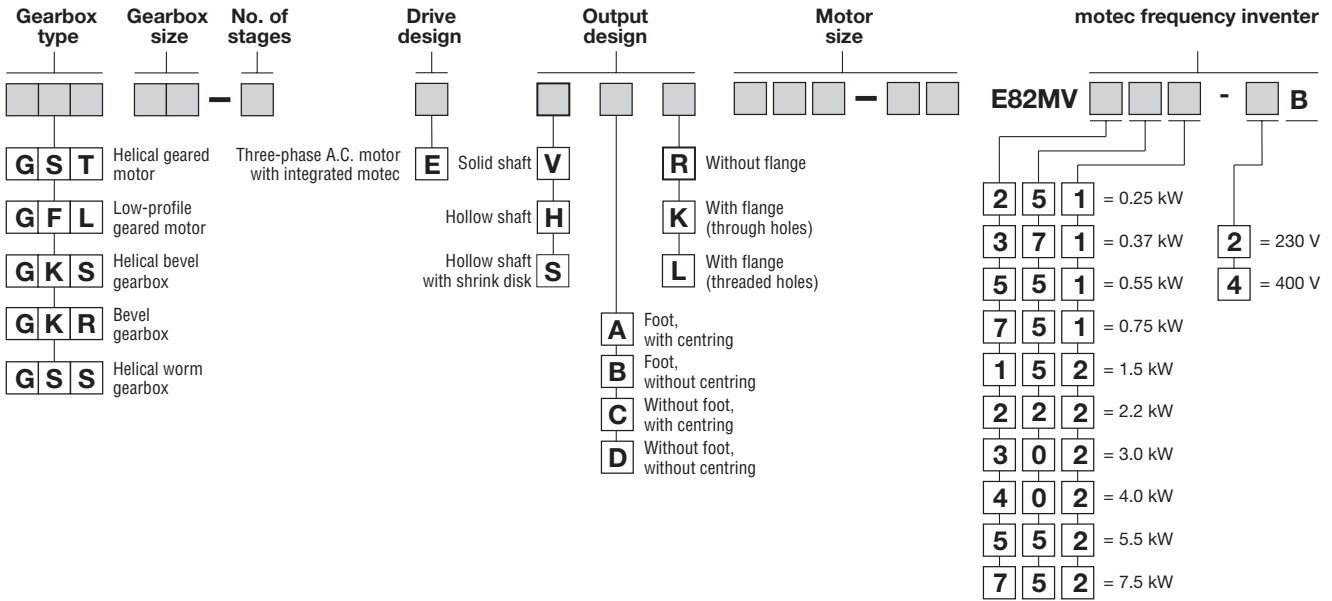 Gearbox type
Gearbox size
No. of stages
Drive design
Output design
Motor size
motec frequency inventer
–
–
E82MV - B
G S T Helical geared
motor
G F L Low-profile
geared motor
G K S Helical bevel
gearbox
G K R Bevel
gearbox
G S S Helical worm
gearbox
Three-phase A.C. motor
with integrated motec
E
Solid shaft V
Hollow shaft H
Hollow shaft
with shrink disk S
A Foot,
with centring
B Foot,
without centring
C Without foot,
with centring
D Without foot,
without centring
R Without flange
K With flange
(through holes)
L With flange
(threaded holes)
2 5 1 = 0.25 kW
3 7 1 = 0.37 kW
5 5 1 = 0.55 kW
7 5 1 = 0.75 kW
1 5 2 = 1.5 kW
2 2 2 = 2.2 kW
3 0 2 = 3.0 kW
4 0 2 = 4.0 kW
5 5 2 = 5.5 kW
7 5 2 = 7.5 kW
2 = 230 V
4 = 400 V